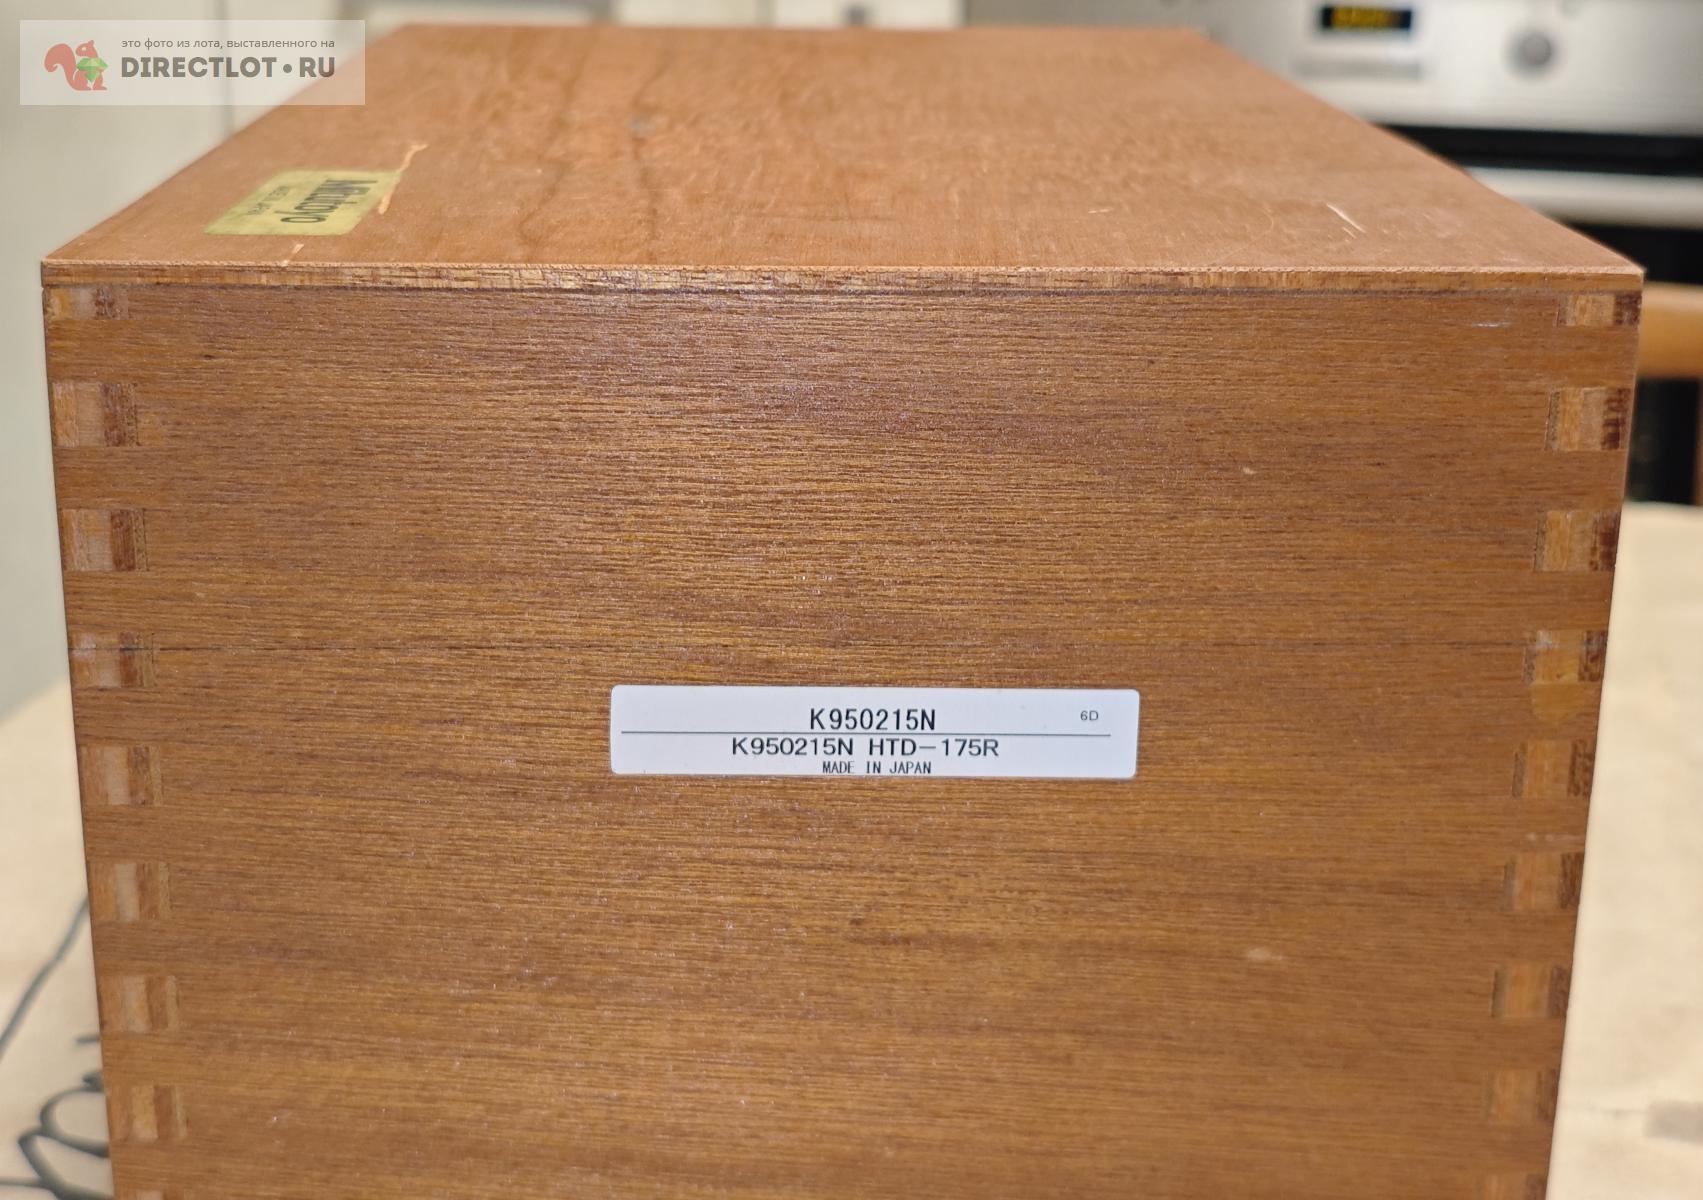 это фото из лота, выставленного на
DIRECTLOT•RU
Mitutoyo
K950215N 6D
K950215N HTD-175R
MADE IN JAPAN